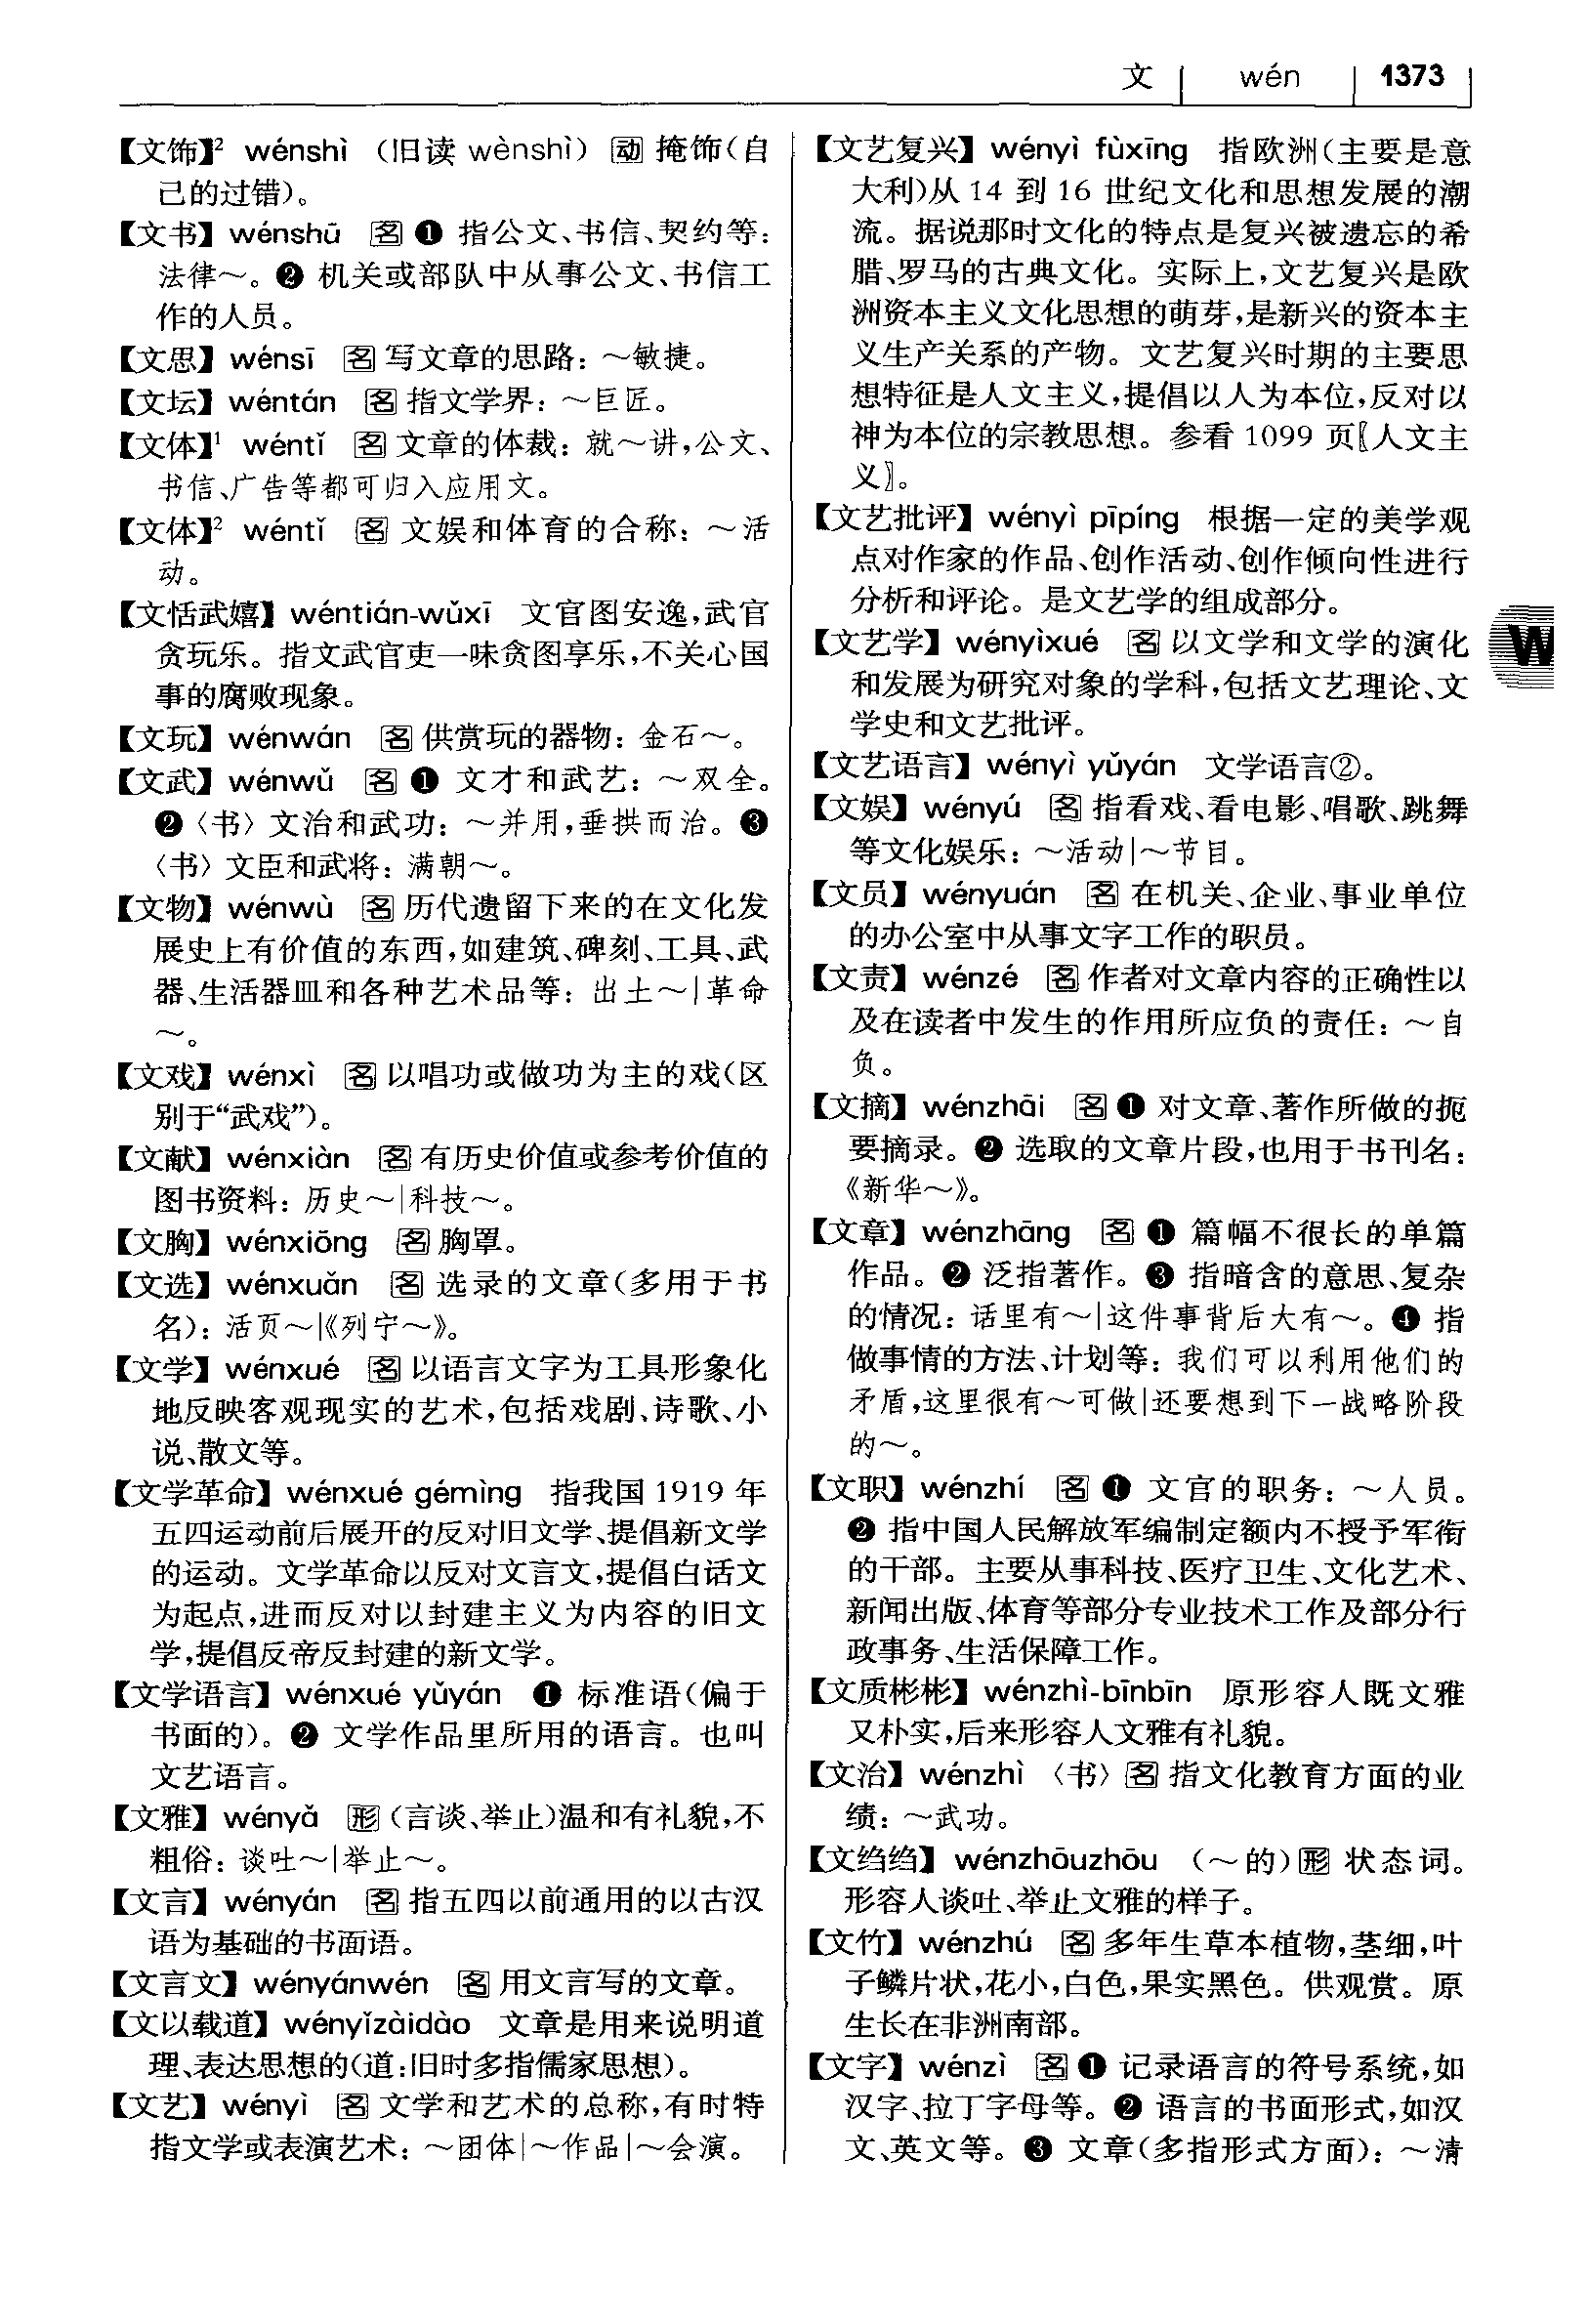 文 wén 1373
【文饰】² wénshì （旧读 wènshì） 动 掩饰（自
己的过错）。
【文书】 wénshū 名 ❶ 指公文、书信、契约等：
法律～。❷ 机关或部队中从事公文、书信工
作的人员。
【文思】 wénsī 名 写文章的思路：～敏捷。
【文坛】 wéntán 名 指文学界：～巨匠。
【文体】¹ wéntǐ 名 文章的体裁：就～讲，公文、
书信、广告等都可归入应用文。
【文体】² wéntǐ 名 文娱和体育的合称：～活
动。
【文恬武嬉】 wéntián-wǔxī 文官图安逸，武官
贪玩乐。指文武官吏一味贪图享乐，不关心国
事的腐败现象。
【文玩】 wénwán 名 供赏玩的器物：金石～。
【文武】 wénwǔ 名 ❶ 文才和武艺：～双全。
❷〈书〉文治和武功：～并用，垂拱而治。❸
〈书〉文臣和武将：满朝～。
【文物】 wénwù 名 历代遗留下来的在文化发
展史上有价值的东西，如建筑、碑刻、工具、武
器、生活器皿和各种艺术品等：出土～|革命
～。
【文戏】 wénxì 名 以唱功或做功为主的戏（区
别于“武戏”）。
【文献】 wénxiàn 名 有历史价值或参考价值的
图书资料：历史～|科技～。
【文胸】 wénxiōng 名 胸罩。
【文选】 wénxuǎn 名 选录的文章（多用于书
名）：活页～|《列宁～》。
【文学】 wénxué 名 以语言文字为工具形象化
地反映客观现实的艺术，包括戏剧、诗歌、小
说、散文等。
【文学革命】 wénxué gémìng 指我国 1919 年
五四运动前后展开的反对旧文学、提倡新文学
的运动。文学革命以反对文言文，提倡白话文
为起点，进而反对以封建主义为内容的旧文
学，提倡反帝反封建的新文学。
【文学语言】 wénxué yǔyán ❶ 标准语（偏于
书面的）。❷ 文学作品里所用的语言。也叫
文艺语言。
【文雅】 wényǎ 形（言谈、举止）温和有礼貌，不
粗俗：谈吐～|举止～。
【文言】 wényán 名 指五四以前通用的以古汉
语为基础的书面语。
【文言文】 wényánwén 名 用文言写的文章。
【文以载道】 wényǐzàidào 文章是用来说明道
理、表达思想的（道：旧时多指儒家思想）。
【文艺】 wényì 名 文学和艺术的总称，有时特
指文学或表演艺术：～团体|～作品|～会演。
【文艺复兴】 wényì fùxīng 指欧洲（主要是意
大利）从 14 到 16 世纪文化和思想发展的潮
流。据说那时文化的特点是复兴被遗忘的希
腊、罗马的古典文化。实际上，文艺复兴是欧
洲资本主义文化思想的萌芽，是新兴的资本主
义生产关系的产物。文艺复兴时期的主要思
想特征是人文主义，提倡以人为本位，反对以
神为本位的宗教思想。参看 1099 页〖人文主
义〗。
【文艺批评】 wényì pīpíng 根据一定的美学观
点对作家的作品、创作活动、创作倾向性进行
分析和评论。是文艺学的组成部分。
【文艺学】 wényìxué 名 以文学和文学的演化
和发展为研究对象的学科，包括文艺理论、文
学史和文艺批评。
【文艺语言】 wényì yǔyán 文学语言②。
【文娱】 wényú 名 指看戏、看电影、唱歌、跳舞
等文化娱乐：～活动|～节目。
【文员】 wényuán 名 在机关、企业、事业单位
的办公室中从事文字工作的职员。
【文责】 wénzé 名 作者对文章内容的正确性以
及在读者中发生的作用所应负的责任：～自
负。
【文摘】 wénzhāi 名 ❶ 对文章、著作所做的扼
要摘录。❷ 选取的文章片段，也用于书刊名：
《新华～》。
【文章】 wénzhāng 名 ❶ 篇幅不很长的单篇
作品。❷ 泛指著作。❸ 指暗含的意思、复杂
的情况：话里有～|这件事背后大有～。❹ 指
做事情的方法、计划等：我们可以利用他们的
矛盾，这里很有～可做|还要想到下一战略阶段
的～。
【文职】 wénzhí 名 ❶ 文官的职务：～人员。
❷ 指中国人民解放军编制定额内不授予军衔
的干部。主要从事科技、医疗卫生、文化艺术、
新闻出版、体育等部分专业技术工作及部分行
政事务、生活保障工作。
【文质彬彬】 wénzhì-bīnbīn 原形容人既文雅
又朴实，后来形容人文雅有礼貌。
【文治】 wénzhì 〈书〉名 指文化教育方面的业
绩：～武功。
【文绉绉】 wénzhōuzhōu （～的）形 状态词。
形容人谈吐、举止文雅的样子。
【文竹】 wénzhú 名 多年生草本植物，茎细，叶
子鳞片状，花小，白色，果实黑色。供观赏。原
生长在非洲南部。
【文字】 wénzì 名 ❶ 记录语言的符号系统，如
汉字、拉丁字母等。❷ 语言的书面形式，如汉
文、英文等。❸ 文章（多指形式方面）：～清
W